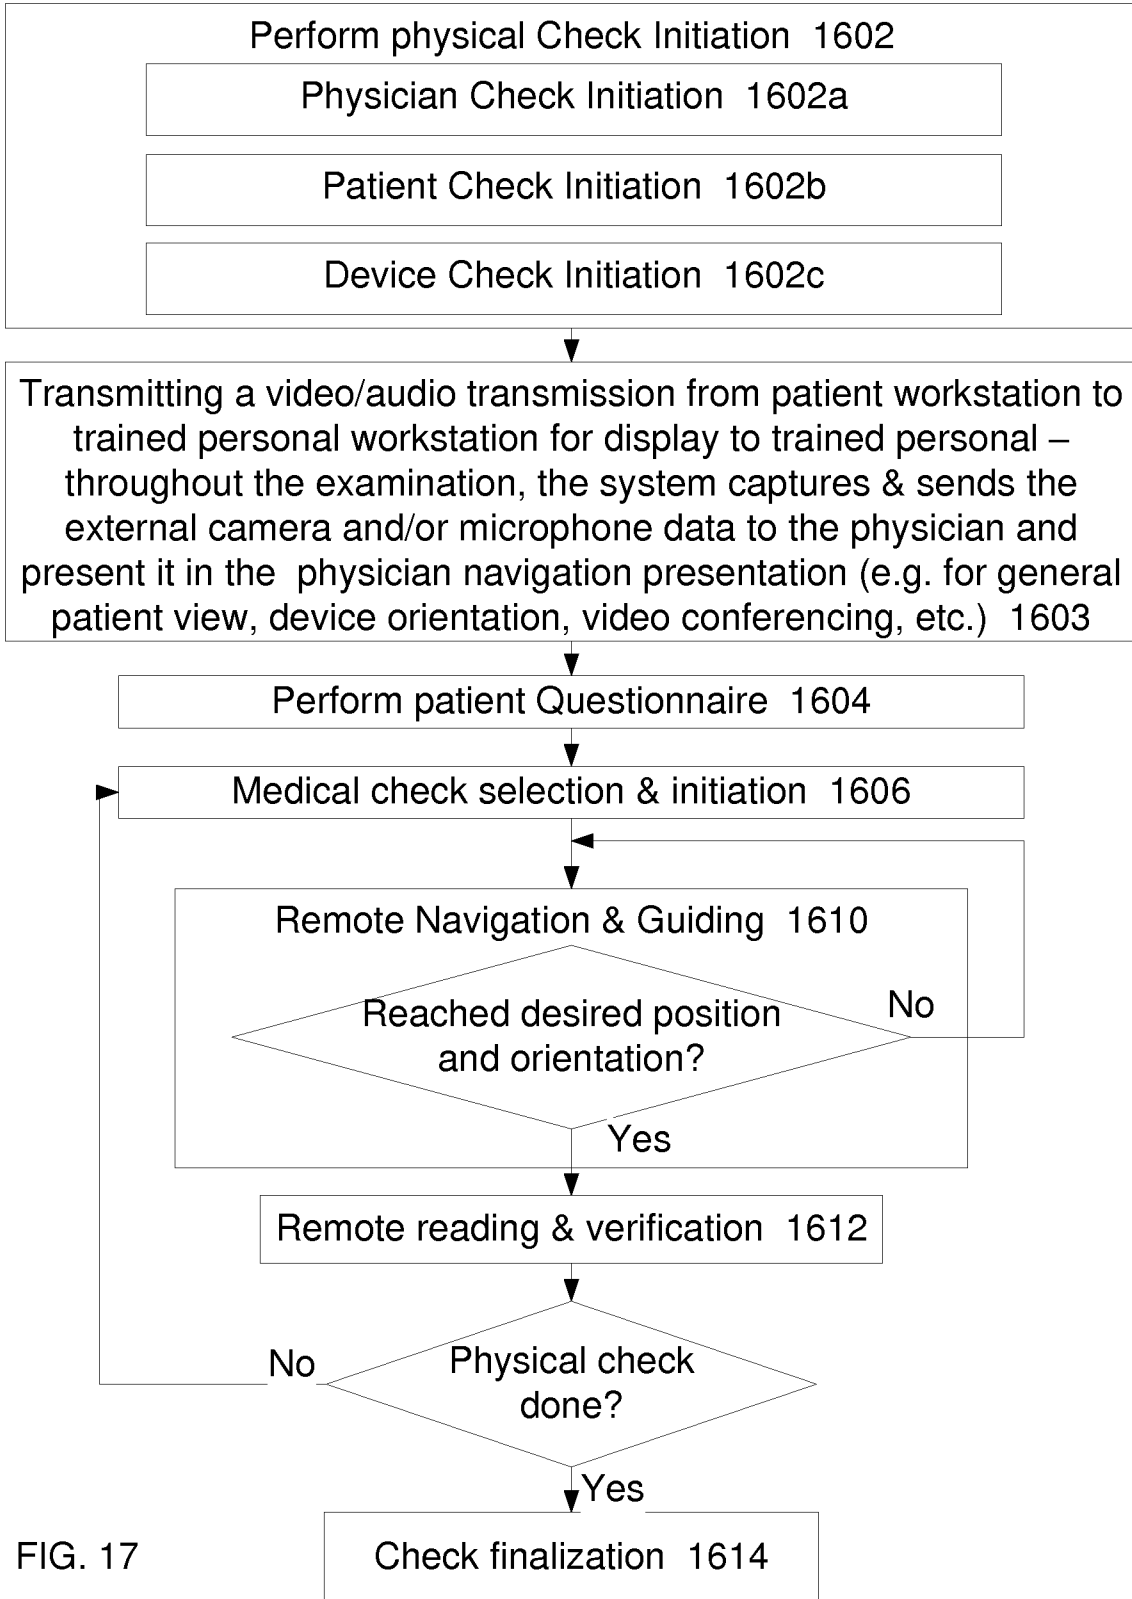 Perform physical Check Initiation 1602
Physician Check Initiation 1602a
Patient Check Initiation 1602b
Device Check Initiation 1602c
Transmitting a video/audio transmission from patient workstation to
trained personal workstation for display to trained personal –
throughout the examination, the system captures & sends the
external camera and/or microphone data to the physician and
present it in the physician navigation presentation (e.g. for general
patient view, device orientation, video conferencing, etc.) 1603
Perform patient Questionnaire 1604
Medical check selection & initiation 1606
Remote Navigation & Guiding 1610
Reached desired position
and orientation?
No
Yes
Remote reading & verification 1612
Physical check
done?
No
Yes
Check finalization 1614
FIG. 17